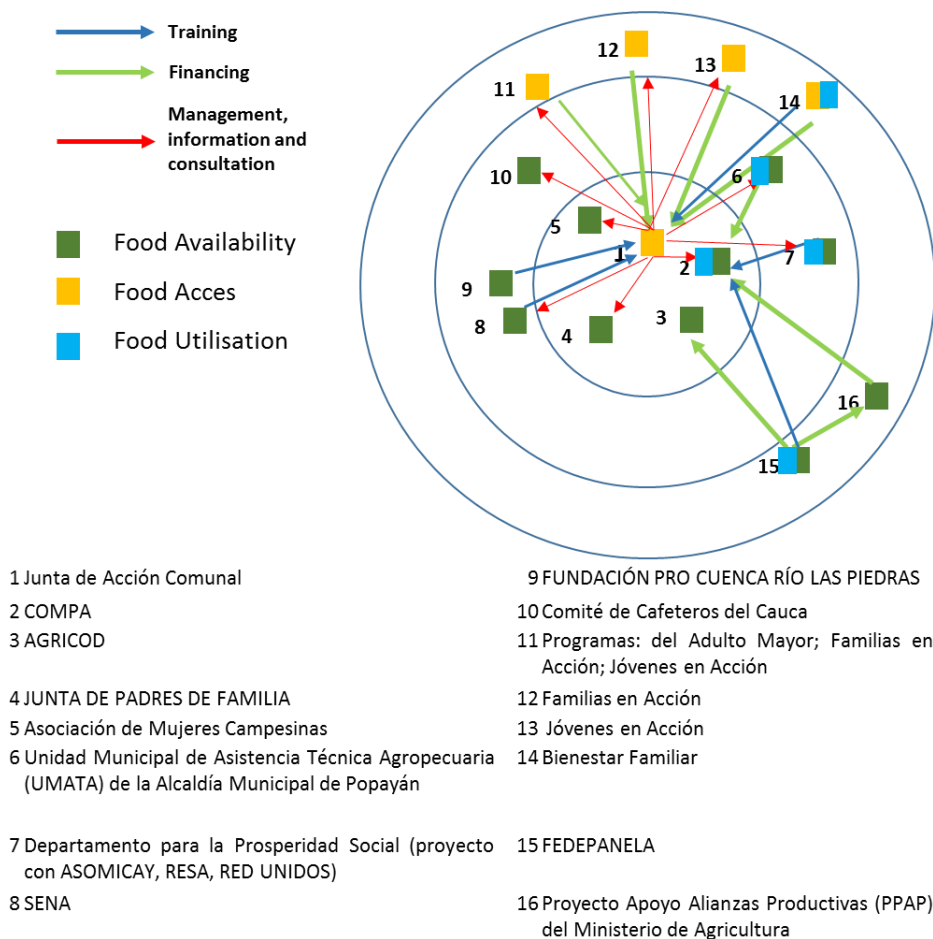 Training
Financing
Management,
information and
consultation
Food Availability
Food Acces
Food Utilisation
12
13
11
14
10
6
5
1
2
7
9
8
4
3
16
15
1 Junta de Acción Comunal
2 COMPA
3 AGRICOD
4 JUNTA DE PADRES DE FAMILIA
5 Asociación de Mujeres Campesinas
6 Unidad Municipal de Asistencia Técnica Agropecuaria
(UMATA) de la Alcaldía Municipal de Popayán
7 Departamento para la Prosperidad Social (proyecto
con ASOMICAY, RESA, RED UNIDOS)
8 SENA
9 FUNDACIÓN PRO CUENCA RÍO LAS PIEDRAS
10 Comité de Cafeteros del Cauca
11 Programas: del Adulto Mayor; Familias en
Acción; Jóvenes en Acción
12 Familias en Acción
13 Jóvenes en Acción
14 Bienestar Familiar
15 FEDEPANELA
16 Proyecto Apoyo Alianzas Productivas (PPAP)
del Ministerio de Agricultura